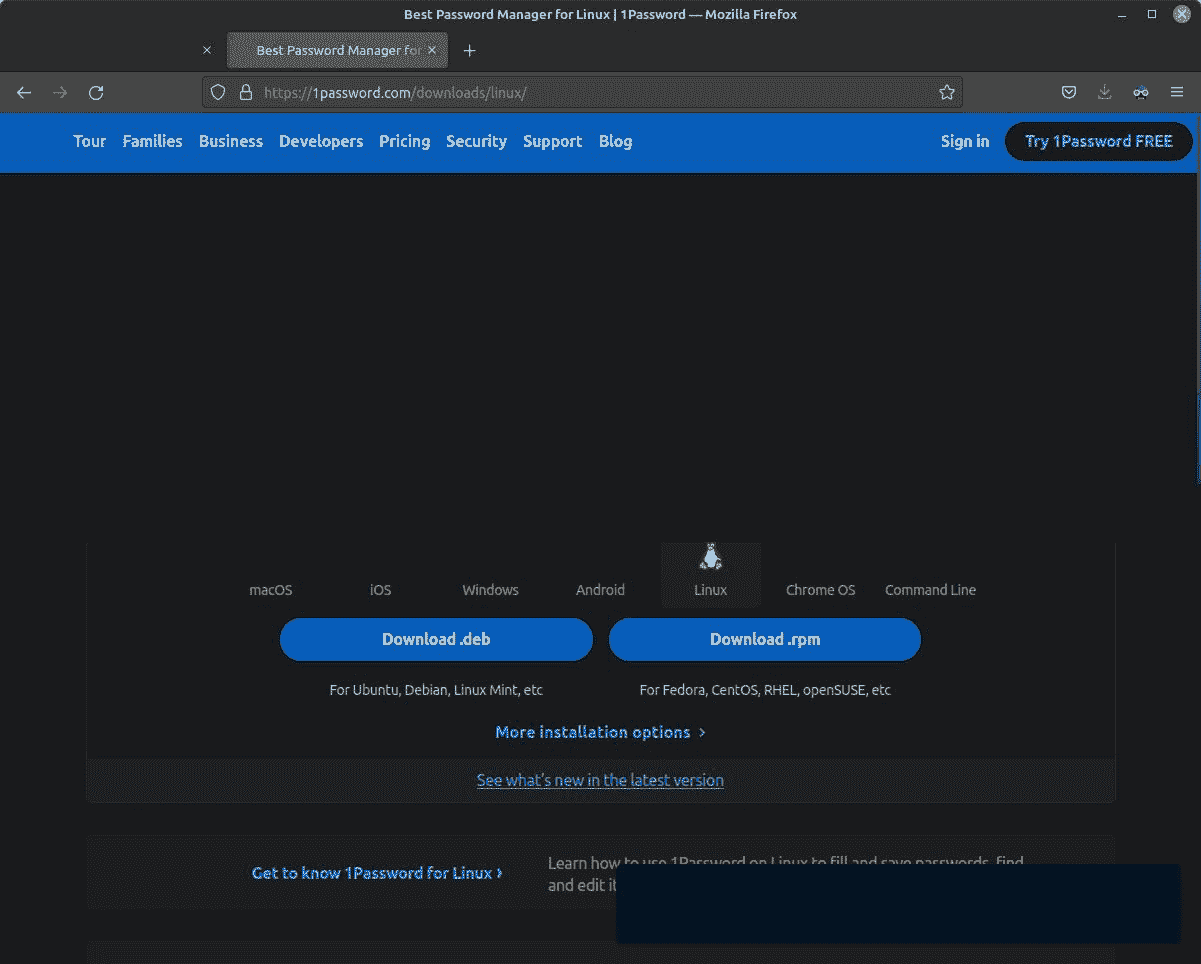 Best Password Manager for Linux | 1Password — Mozilla Firefox
Best Password Manager for
https://1password.com/downloads/linux/
Tour Families Business Developers Pricing Security Support Blog Sign in Try 1Password FREE
macOS iOS Windows Android Linux Chrome OS Command Line
Download .deb Download .rpm
For Ubuntu, Debian, Linux Mint, etc For Fedora, CentOS, RHEL, openSUSE, etc
More installation options >
See what's new in the latest version
Get to know 1Password for Linux ›
Learn how to use 1Password on Linux to fill and save passwords, find
and edit it